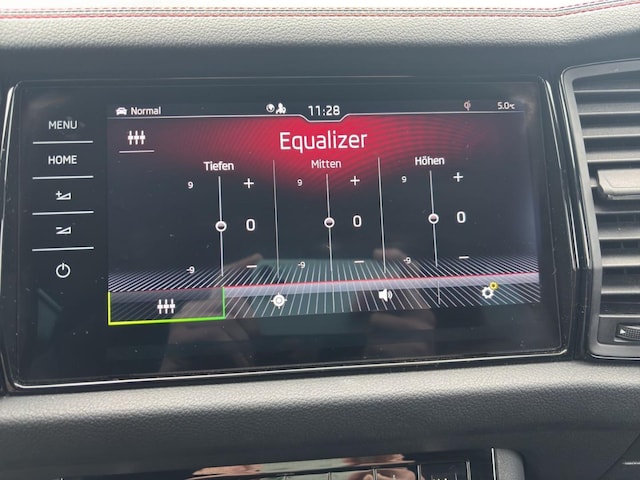 Normal 11:28 5.0°C
MENU
HOME
Equalizer
Tiefen Mitten Höhen
9 + 9 + 9 +
0 0 0
-9 − -9 − -9 −